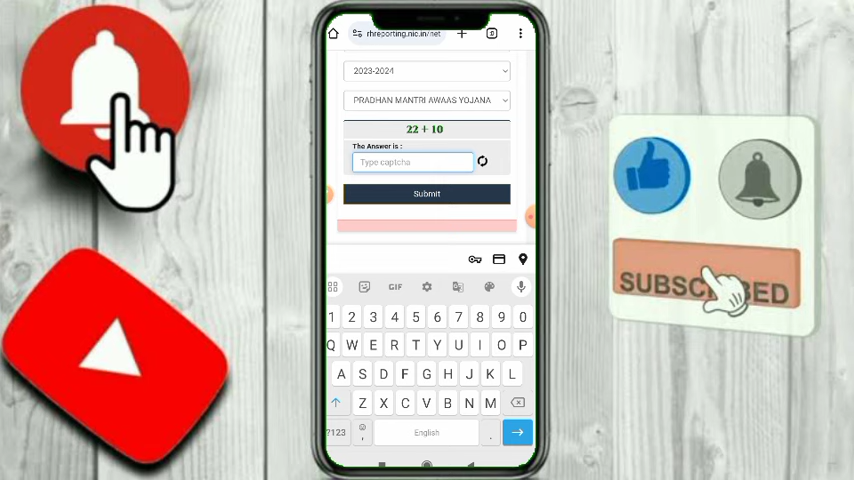 rhreporting.nic.in/net
2023-2024
PRADHAN MANTRI AWAAS YOJANA
22 + 10
The Answer is :
Type captcha
Submit
GIF
1 2 3 4 5 6 7 8 9 0
Q W E R T Y U I O P
A S D F G H J K L
Z X C V B N M
?123 , English .
SUBSCRIBED